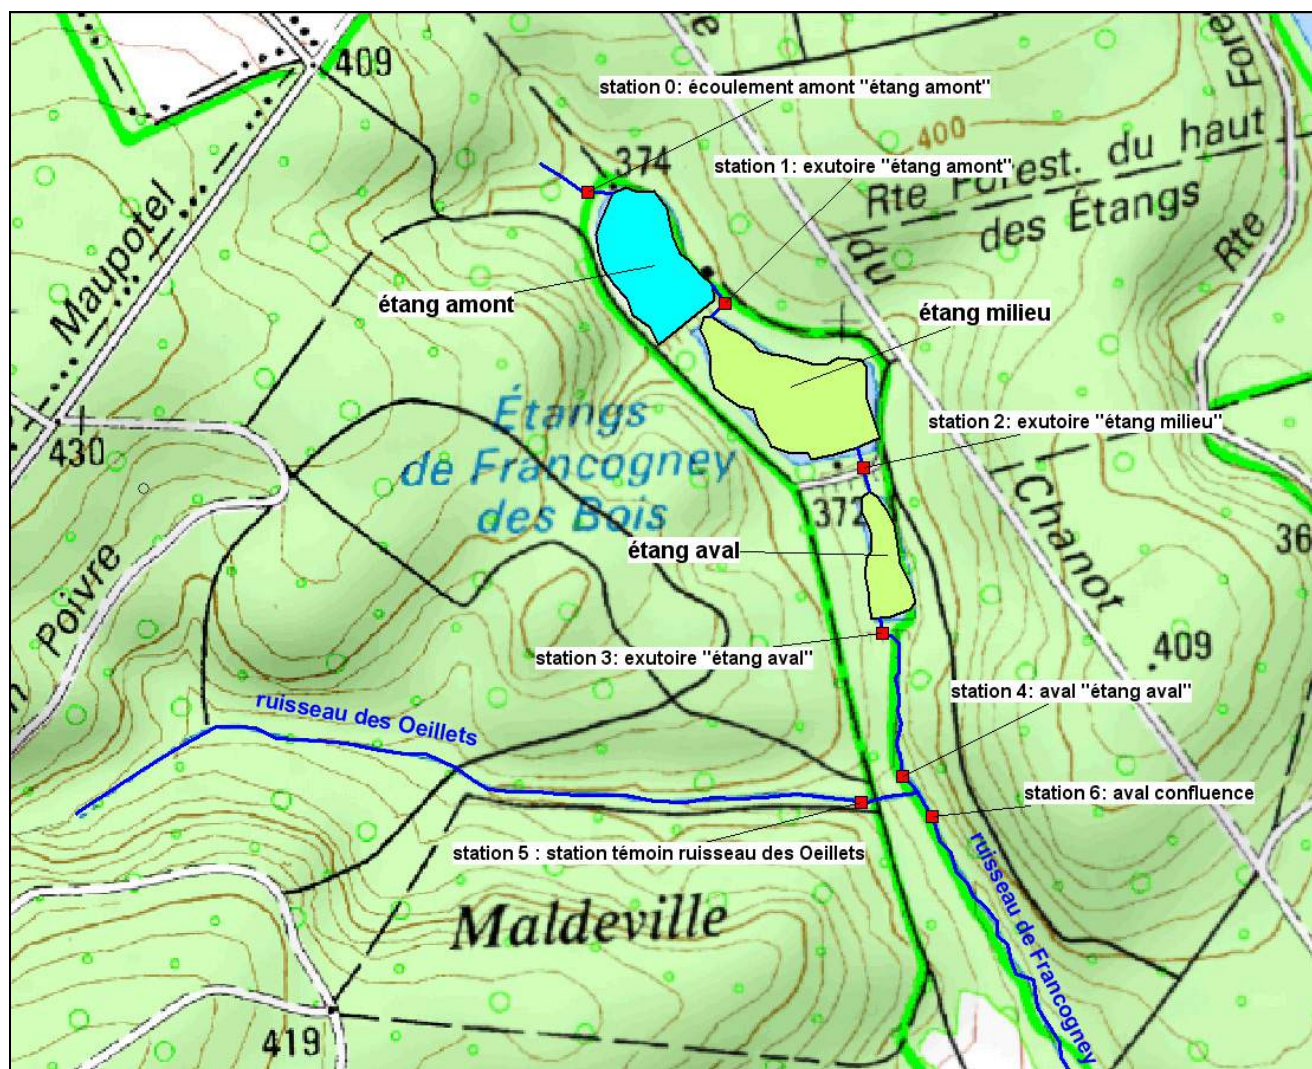 409
station 0: écoulement amont "étang amont"
400
374
station 1: exutoire "étang amont"
Rte Forest. du haut
des Étangs
Rte
Maupotel
du
étang amont
étang milieu
Étangs
de Francogney
des Bois
station 2: exutoire "étang milieu"
430
Chanot
372
36
étang aval
Poivre
station 3: exutoire "étang aval"
409
station 4: aval "étang aval"
ruisseau des Oeillets
station 6: aval confluence
station 5 : station témoin ruisseau des Oeillets
Maldeville
ruisseau de Francogney
419